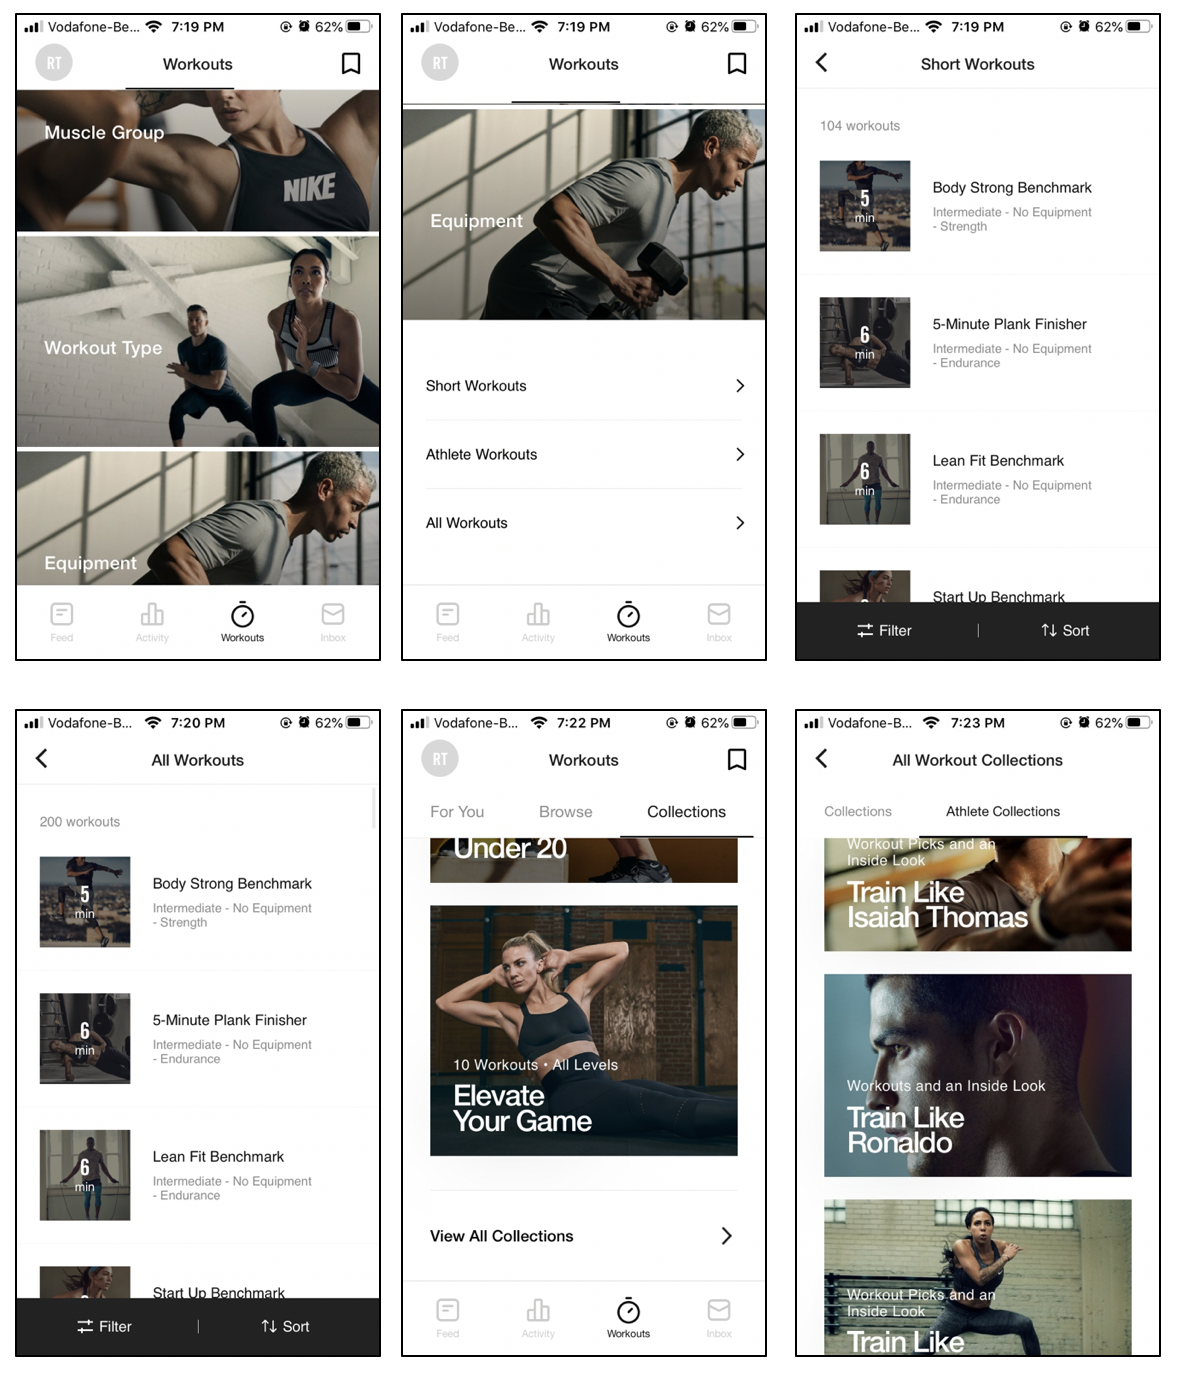 Vodafone-Be... 7:19 PM 62%
RT Workouts
Muscle Group
NIKE
Workout Type
Equipment
Feed Activity Workouts Inbox
Vodafone-Be... 7:19 PM 62%
RT Workouts
Equipment
Short Workouts
Athlete Workouts
All Workouts
Feed Activity Workouts Inbox
Vodafone-Be... 7:19 PM 62%
Short Workouts
104 workouts
5
min
Body Strong Benchmark
Intermediate - No Equipment
- Strength
6
min
5-Minute Plank Finisher
Intermediate - No Equipment
- Endurance
6
min
Lean Fit Benchmark
Intermediate - No Equipment
- Endurance
Start Up Benchmark
Filter Sort
Vodafone-B... 7:20 PM 62%
All Workouts
200 workouts
5
min
Body Strong Benchmark
Intermediate - No Equipment
- Strength
6
min
5-Minute Plank Finisher
Intermediate - No Equipment
- Endurance
6
min
Lean Fit Benchmark
Intermediate - No Equipment
- Endurance
Start Up Benchmark
Filter Sort
Vodafone-B... 7:22 PM 62%
RT Workouts
For You Browse Collections
Under 20
10 Workouts • All Levels
Elevate
Your Game
View All Collections
Feed Activity Workouts Inbox
Vodafone-B... 7:23 PM 62%
All Workout Collections
Collections Athlete Collections
Workout Picks and an
Inside Look
Train Like
Isaiah Thomas
Workouts and an Inside Look
Train Like
Ronaldo
Workout Picks and an
Inside Look
Train Like